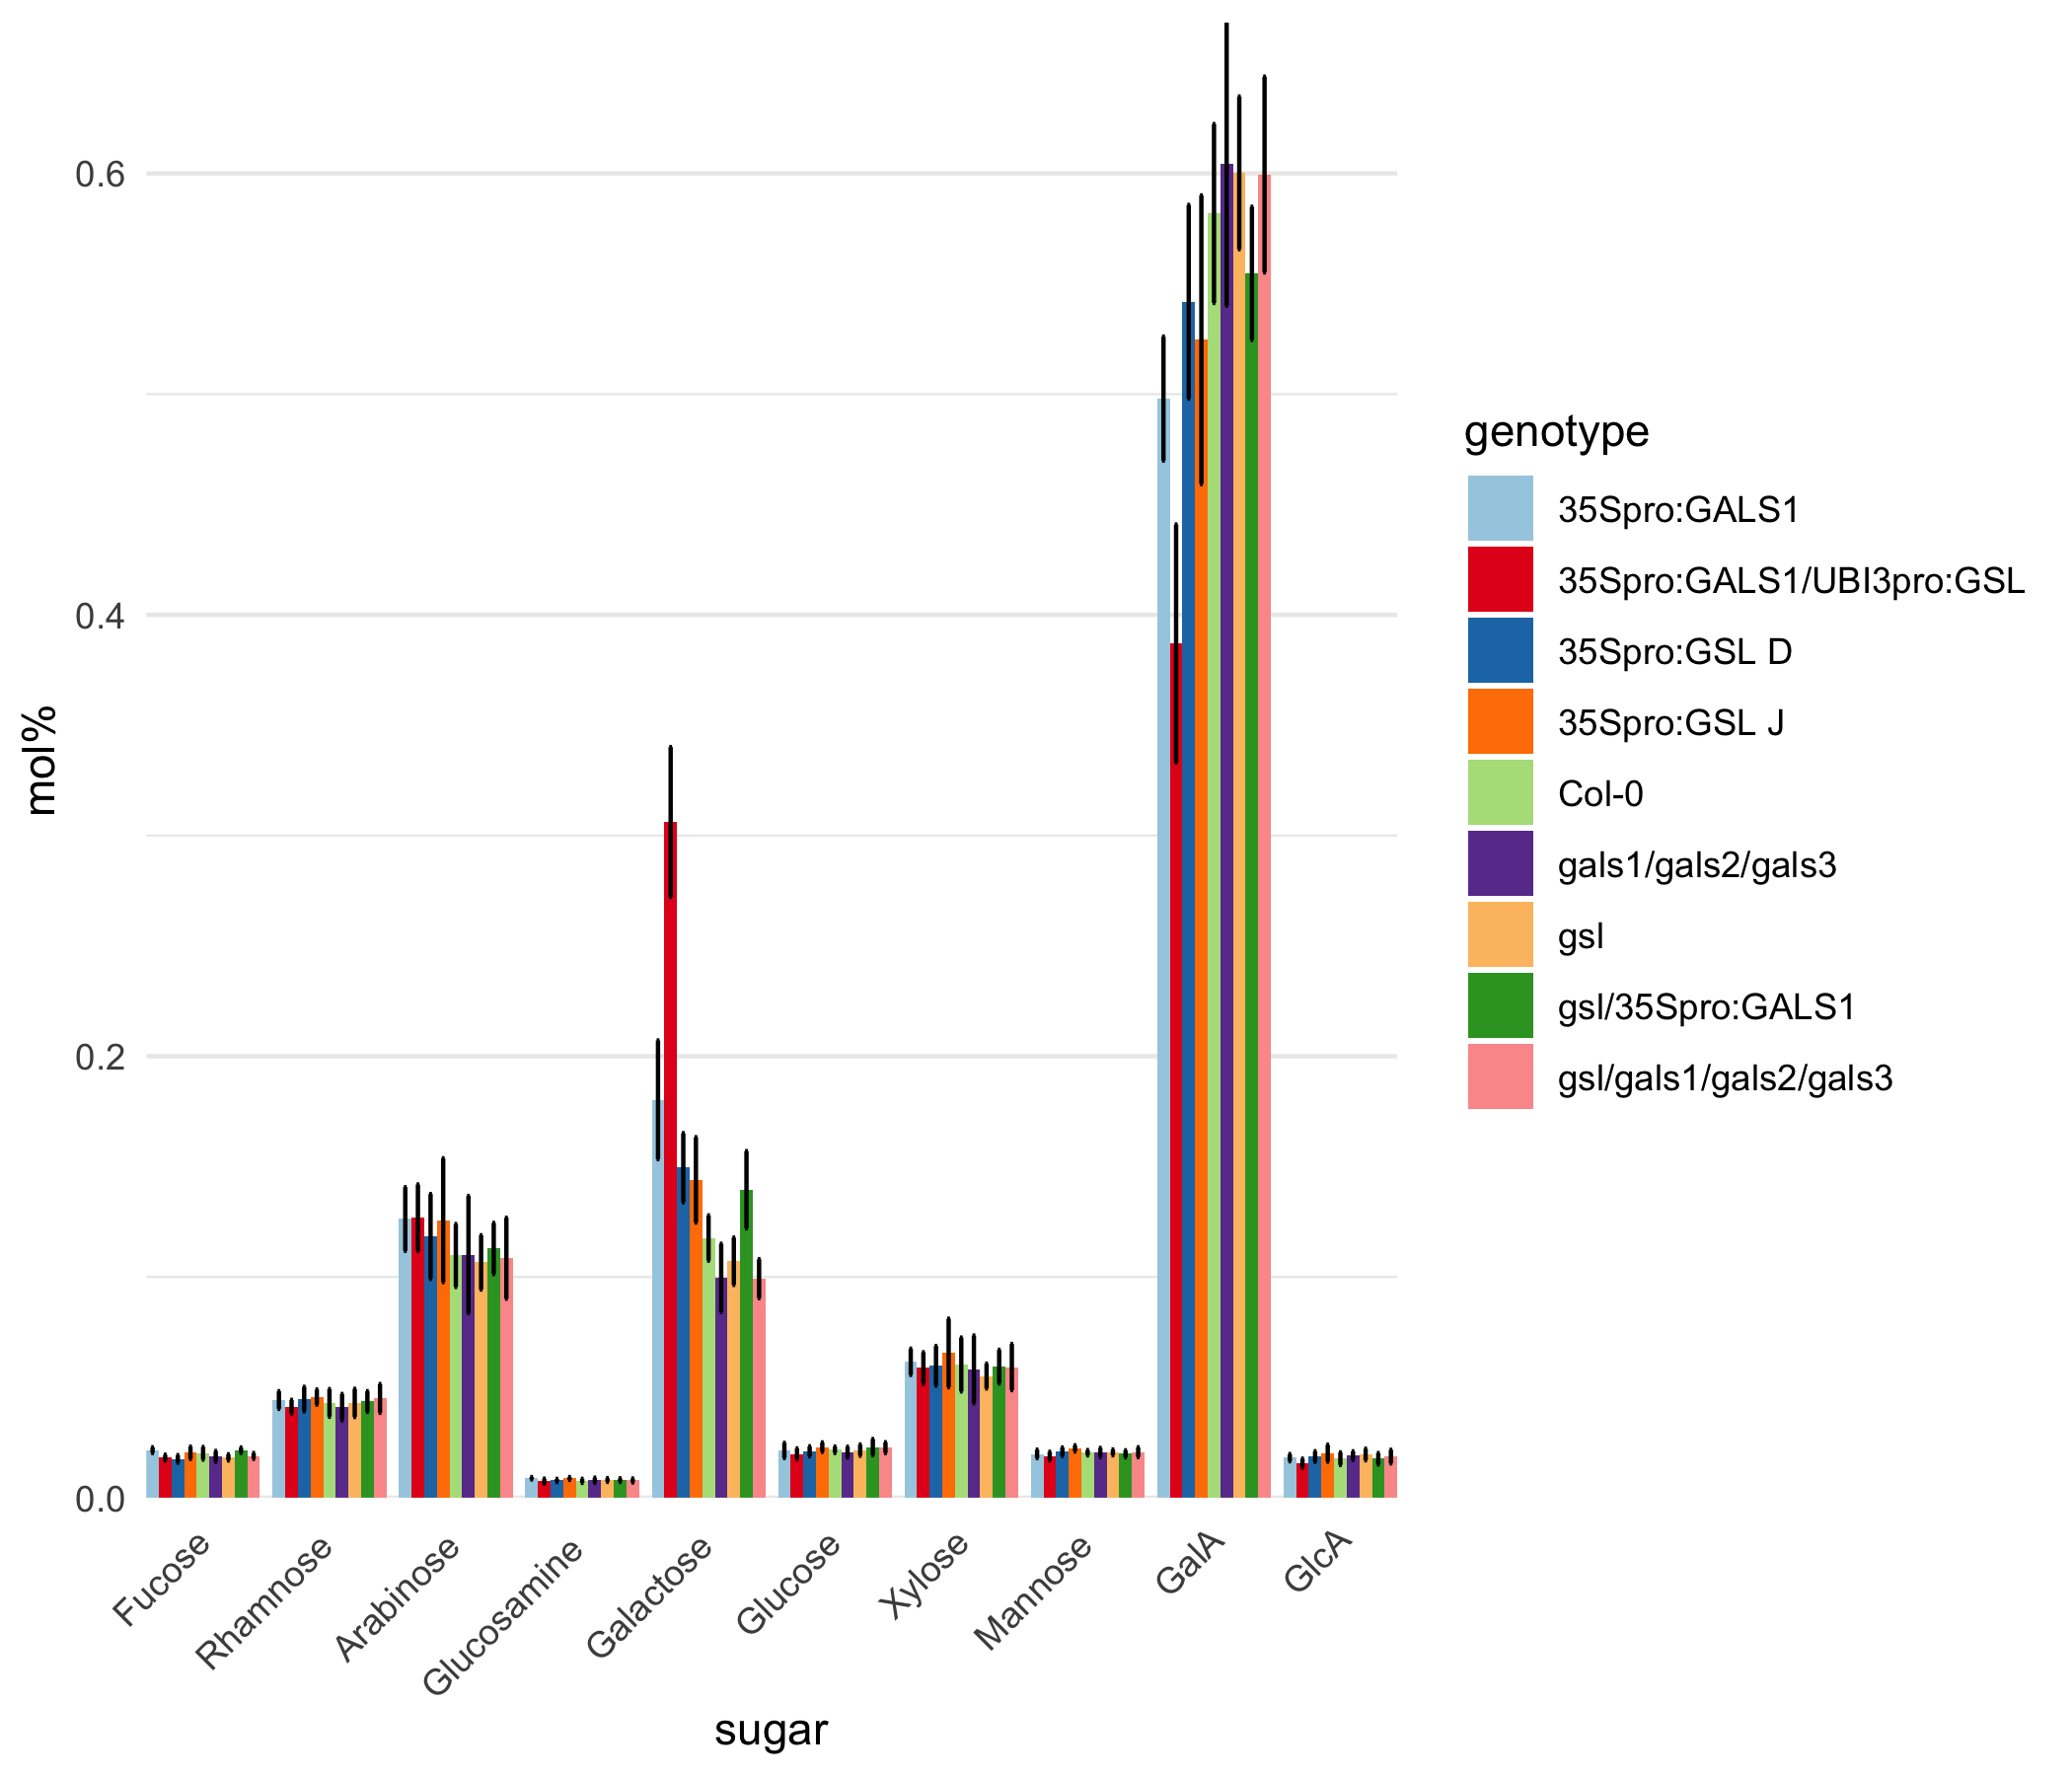 0.6
0.4
0.2
0.0
mol%
Fucose
Rhamnose
Arabinose
Glucosamine
Galactose
Glucose
Xylose
Mannose
GalA
GlcA
sugar
genotype
35Spro:GALS1
35Spro:GALS1/UBI3pro:GSL
35Spro:GSL D
35Spro:GSL J
Col-0
gals1/gals2/gals3
gsl
gsl/35Spro:GALS1
gsl/gals1/gals2/gals3